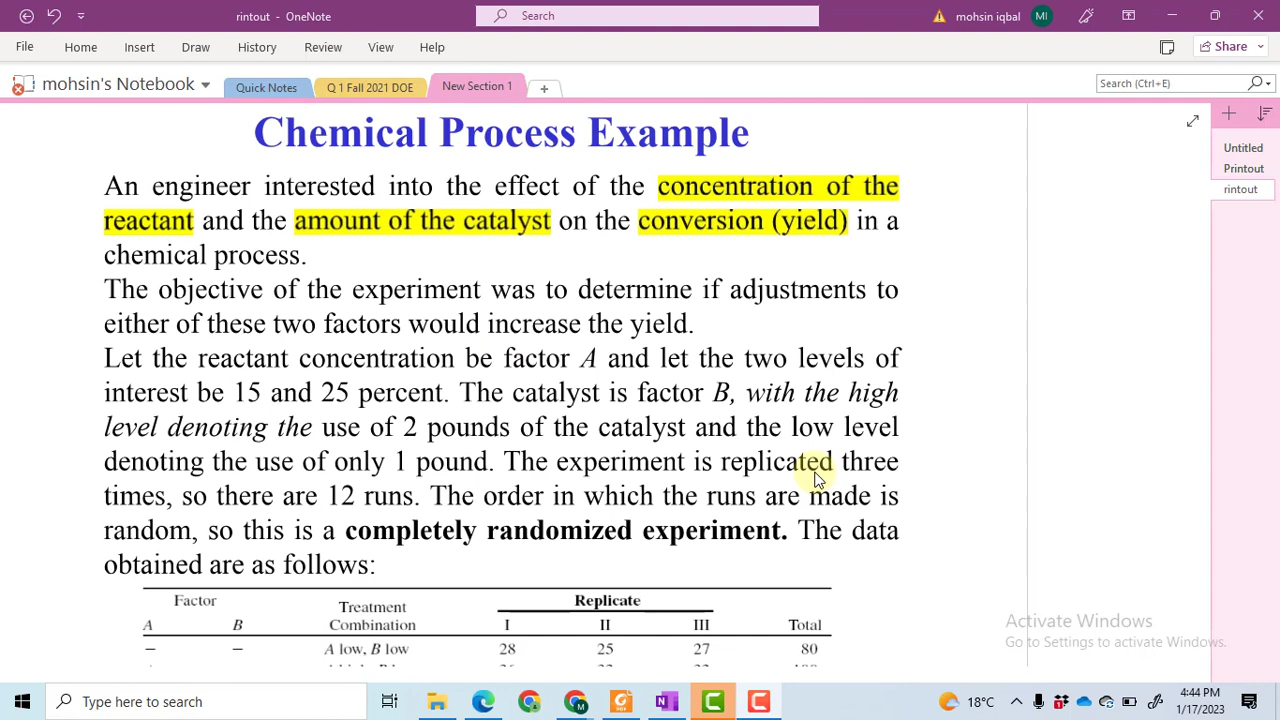 rintout - OneNote
Search
mohsin iqbal
MI
File Home Insert Draw History Review View Help
Share
mohsin's Notebook
Quick Notes
Q 1 Fall 2021 DOE
New Section 1
Search (Ctrl+E)
Untitled
Printout
rintout
Chemical Process Example
An engineer interested into the effect of the concentration of the
reactant and the amount of the catalyst on the conversion (yield) in a
chemical process.
The objective of the experiment was to determine if adjustments to
either of these two factors would increase the yield.
Let the reactant concentration be factor A and let the two levels of
interest be 15 and 25 percent. The catalyst is factor B, with the high
level denoting the use of 2 pounds of the catalyst and the low level
denoting the use of only 1 pound. The experiment is replicated three
times, so there are 12 runs. The order in which the runs are made is
random, so this is a completely randomized experiment. The data
obtained are as follows:
Factor Treatment Replicate
A B Combination I II III Total
− − A low, B low 28 25 27 80
Activate Windows
Go to Settings to activate Windows.
Type here to search
18°C
4:44 PM
1/17/2023